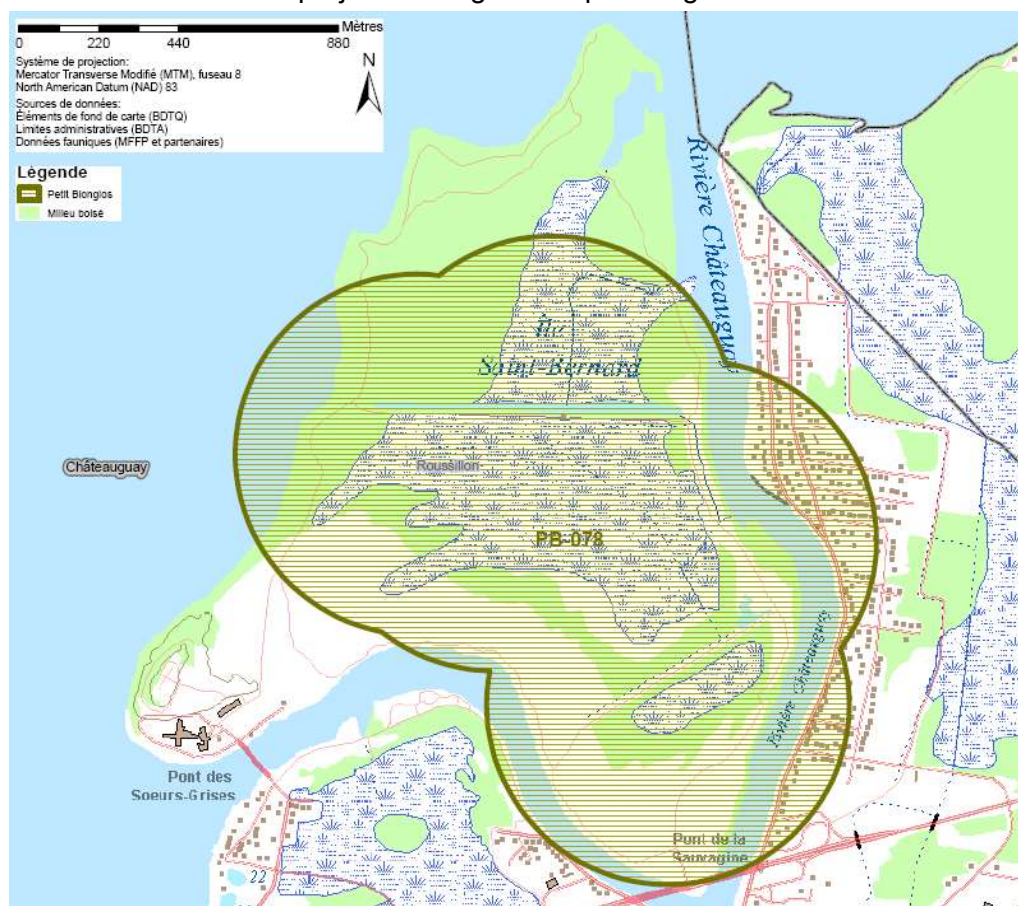 Mètres
0 220 440 880
Système de projection:
Mercator Transverse Modifié (MTM), fuseau 8
North American Datum (NAD) 83
Sources de données:
Éléments de fond de carte (BDTQ)
Limites administratives (BDTA)
Données fauniques (MFFP et partenaires)
N
Légende
Petit Blongios
Milieu boisé
Rivière Châteauguay
Île
Saint-Bernard
Châteauguay
Roussillon
PB-078
Rivière Châteauguay
Pont des
Soeurs-Grises
Pont de la
Sauvagine
22